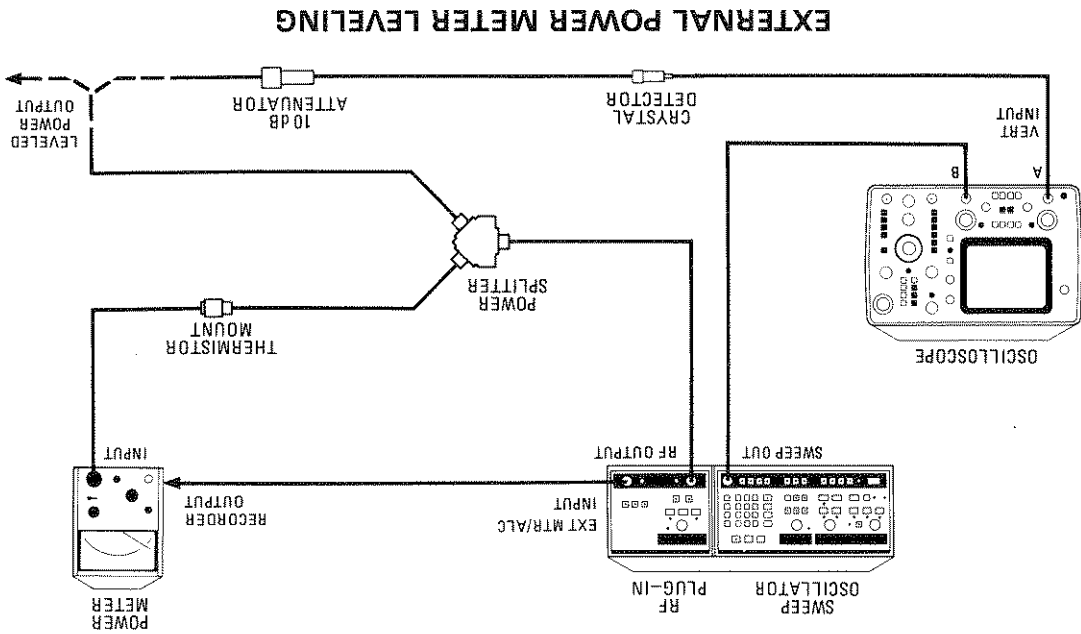 SWEEP
OSCILLATOR
RF
PLUG-IN
POWER
METER
EXT MTR/ALC
INPUT
RECORDER
OUTPUT
SWEEP OUT
RF OUTPUT
INPUT
OSCILLOSCOPE
THERMISTOR
MOUNT
POWER
SPLITTER
A
B
VERT
INPUT
CRYSTAL
DETECTOR
10 dB
ATTENUATOR
LEVELED
POWER
OUTPUT
EXTERNAL POWER METER LEVELING